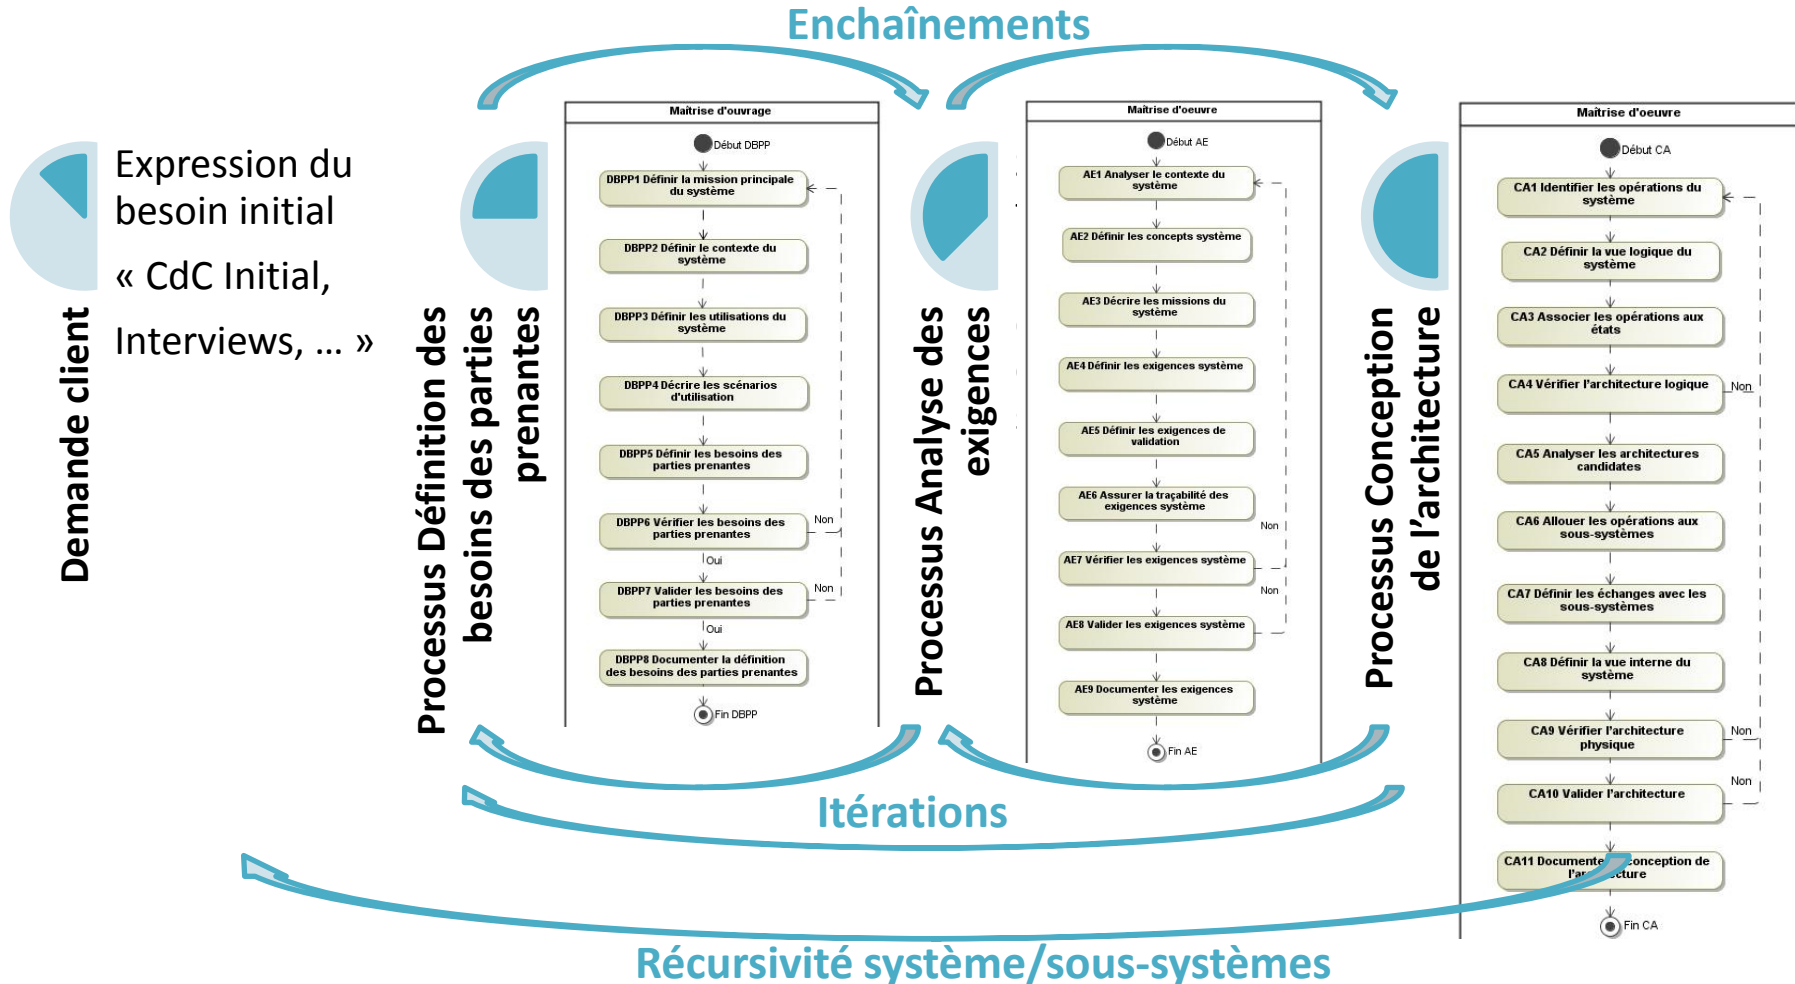 Enchaînements
Demande client
Expression du
besoin initial
« CdC Initial,
Interviews, ... »
Processus Définition des
besoins des parties
prenantes
Maîtrise d'ouvrage
Début DBPP
DBPP1 Définir la mission principale
du système
DBPP2 Définir le contexte du
système
DBPP3 Définir les utilisations du
système
DBPP4 Décrire les scénarios
d'utilisation
DBPP5 Définir les besoins des
parties prenantes
DBPP6 Vérifier les besoins des
parties prenantes
Non
Oui
DBPP7 Valider les besoins des
parties prenantes
Non
Oui
DBPP8 Documenter la définition
des besoins des parties prenantes
Fin DBPP
Processus Analyse des
exigences
Maîtrise d'oeuvre
Début AE
AE1 Analyser le contexte du
système
AE2 Définir les concepts système
AE3 Décrire les missions du
système
AE4 Définir les exigences système
AE5 Définir les exigences de
validation
AE6 Assurer la traçabilité des
exigences système
Non
AE7 Vérifier les exigences système
Non
AE8 Valider les exigences système
AE9 Documenter les exigences
système
Fin AE
Processus Conception
de l'architecture
Maîtrise d'oeuvre
Début CA
CA1 Identifier les opérations du
système
CA2 Définir la vue logique du
système
CA3 Associer les opérations aux
états
CA4 Vérifier l'architecture logique
Non
CA5 Analyser les architectures
candidates
CA6 Allouer les opérations aux
sous-systèmes
CA7 Définir les échanges avec les
sous-systèmes
CA8 Définir la vue interne du
système
CA9 Vérifier l'architecture
physique
Non
CA10 Valider l'architecture
Non
CA11 Documente conception de
l'architecture
Fin CA
Itérations
Récursivité système/sous-systèmes